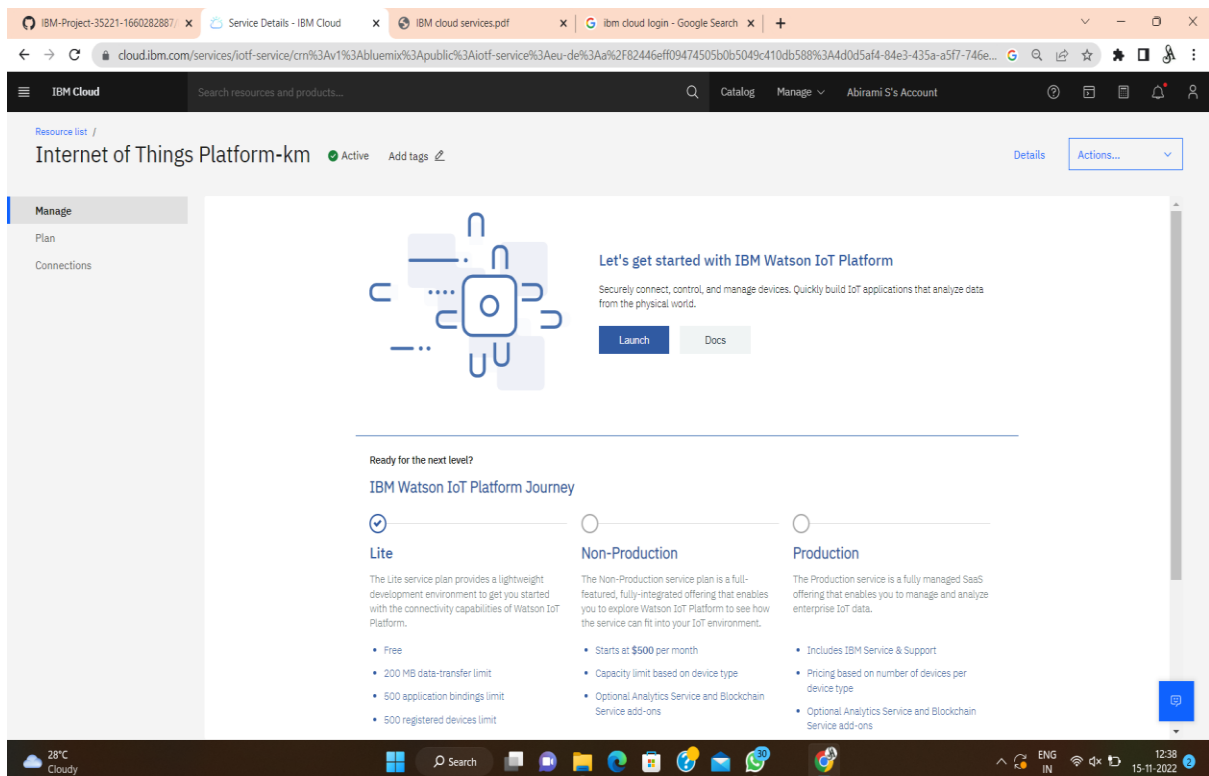 IBM-Project-35221-1660282887/
Service Details - IBM Cloud
IBM cloud services.pdf
ibm cloud login - Google Search
cloud.ibm.com/services/iotf-service/crn%3Av1%3Abluemix%3Apublic%3Aiotf-service%3Aeu-de%3Aa%2F82446eff09474505b0b5049c410db588%3A4d0d5af4-84e3-435a-a5f7-746e...
IBM Cloud
Search resources and products...
Catalog
Manage
Abirami S's Account
Resource list /
Internet of Things Platform-km
Active
Add tags
Details
Actions...
Manage
Plan
Connections
Let's get started with IBM Watson IoT Platform
Securely connect, control, and manage devices. Quickly build IoT applications that analyze data
from the physical world.
Launch
Docs
Ready for the next level?
IBM Watson IoT Platform Journey
Lite
The Lite service plan provides a lightweight
development environment to get you started
with the connectivity capabilities of Watson IoT
Platform.
• Free
• 200 MB data-transfer limit
• 500 application bindings limit
• 500 registered devices limit
Non-Production
The Non-Production service plan is a full-
featured, fully-integrated offering that enables
you to explore Watson IoT Platform to see how
the service can fit into your IoT environment.
• Starts at $500 per month
• Capacity limit based on device type
• Optional Analytics Service and Blockchain
Service add-ons
Production
The Production service is a fully managed SaaS
offering that enables you to manage and analyze
enterprise IoT data.
• Includes IBM Service & Support
• Pricing based on number of devices per
device type
• Optional Analytics Service and Blockchain
Service add-ons
28°C
Cloudy
Search
30
ENG
IN
12:38
15-11-2022
2